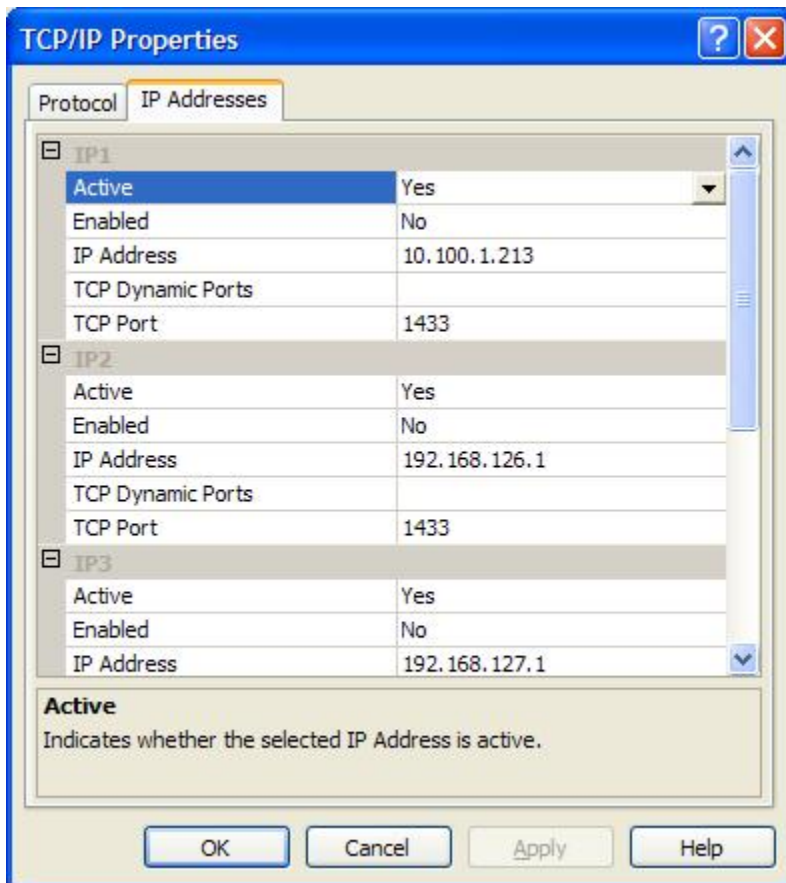 TCP/IP Properties
Protocol IP Addresses
IP1
Active Yes
Enabled No
IP Address 10.100.1.213
TCP Dynamic Ports
TCP Port 1433
IP2
Active Yes
Enabled No
IP Address 192.168.126.1
TCP Dynamic Ports
TCP Port 1433
IP3
Active Yes
Enabled No
IP Address 192.168.127.1
Active
Indicates whether the selected IP Address is active.
OK Cancel Apply Help